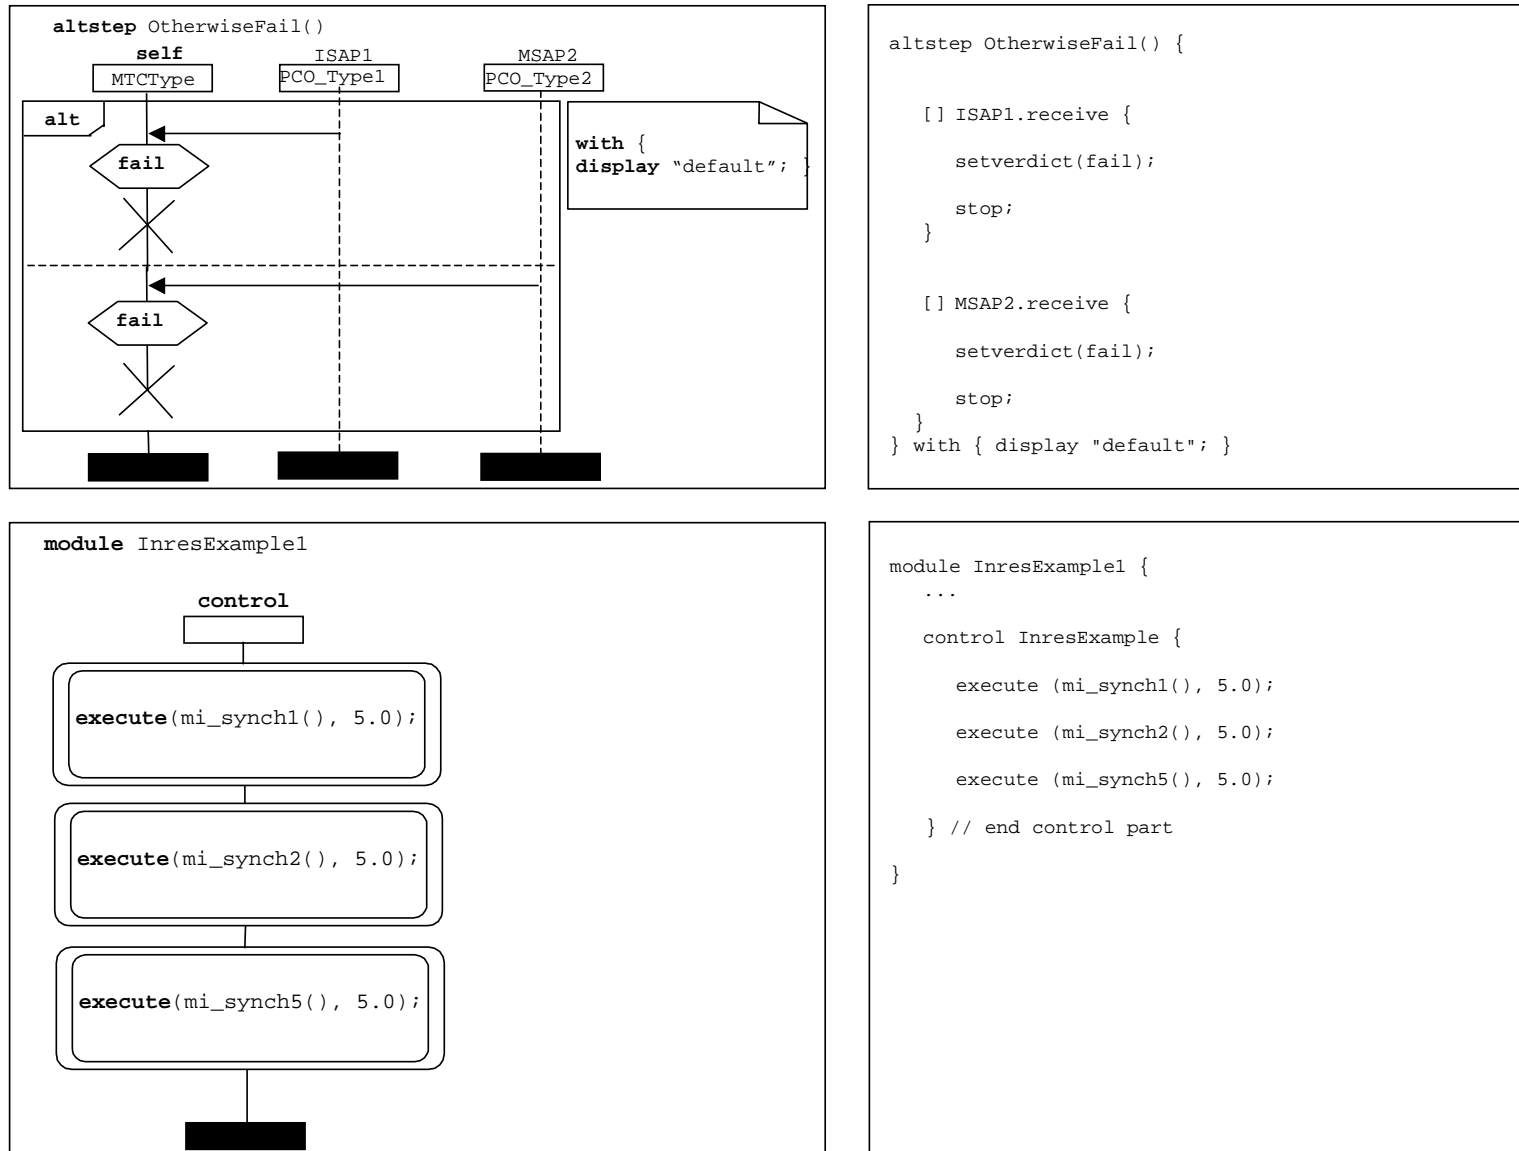 altstep OtherwiseFail()
self ISAP1 MSAP2
MTCType PCO_Type1 PCO_Type2
alt
fail
with {
display “default”; }
fail
altstep OtherwiseFail() {
[] ISAP1.receive {
setverdict(fail);
stop;
}
[] MSAP2.receive {
setverdict(fail);
stop;
}
} with { display "default"; }
module InresExample1
control
execute(mi_synch1(), 5.0);
execute(mi_synch2(), 5.0);
execute(mi_synch5(), 5.0);
module InresExample1 {
...
control InresExample {
execute (mi_synch1(), 5.0);
execute (mi_synch2(), 5.0);
execute (mi_synch5(), 5.0);
} // end control part
}